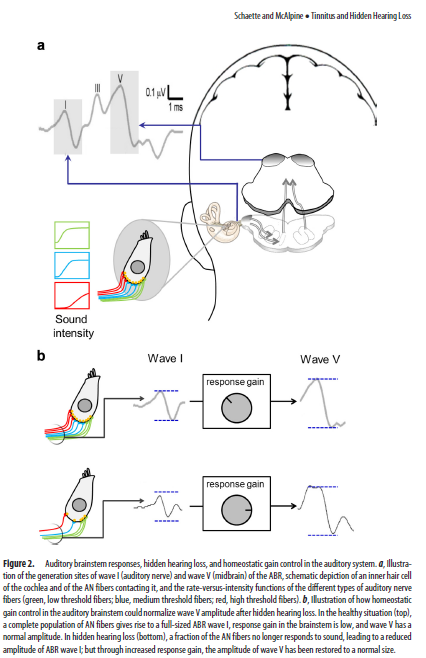 Schaette and McAlpine • Tinnitus and Hidden Hearing Loss
a
I
III
V
0.1 µV
1 ms
Sound
intensity
b
Wave I
Wave V
response gain
response gain
Figure 2. Auditory brainstem responses, hidden hearing loss, and homeostatic gain control in the auditory system. a, Illustra-
tion of the generation sites of wave I (auditory nerve) and wave V (midbrain) of the ABR, schematic depiction of an inner hair cell
of the cochlea and of the AN fibers contacting it, and the rate-versus-intensity functions of the different types of auditory nerve
fibers (green, low threshold fibers; blue, medium threshold fibers; red, high threshold fibers). b, Illustration of how homeostatic
gain control in the auditory brainstem could normalize wave V amplitude after hidden hearing loss. In the healthy situation (top),
a complete population of AN fibers gives rise to a full-sized ABR wave I, response gain in the brainstem is low, and wave V has a
normal amplitude. In hidden hearing loss (bottom), a fraction of the AN fibers no longer responds to sound, leading to a reduced
amplitude of ABR wave I; but through increased response gain, the amplitude of wave V has been restored to a normal size.